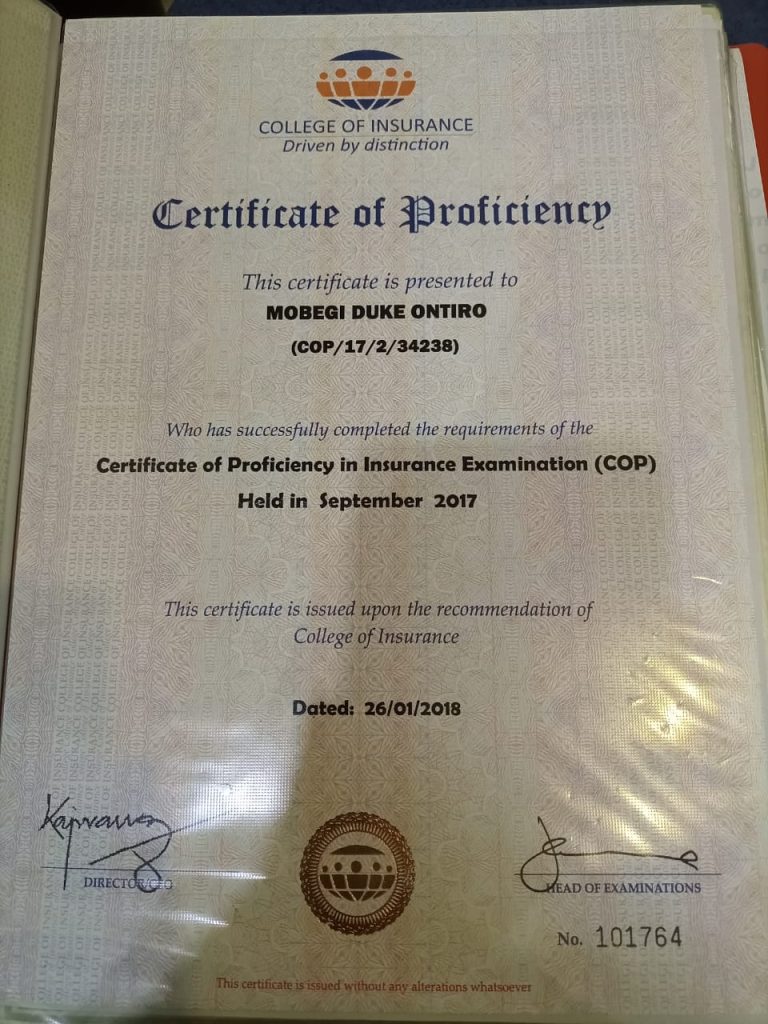 COLLEGE OF INSURANCE
Driven by distinction
Certificate of Proficiency
This certificate is presented to
MOBEGI DUKE ONTIRO
(COP/17/2/34238)
Who has successfully completed the requirements of the
Certificate of Proficiency in Insurance Examination (COP)
Held in September 2017
This certificate is issued upon the recommendation of
College of Insurance
Dated: 26/01/2018
DIRECTOR/CEO
HEAD OF EXAMINATIONS
No. 101764
This certificate is issued without any alterations whatsoever